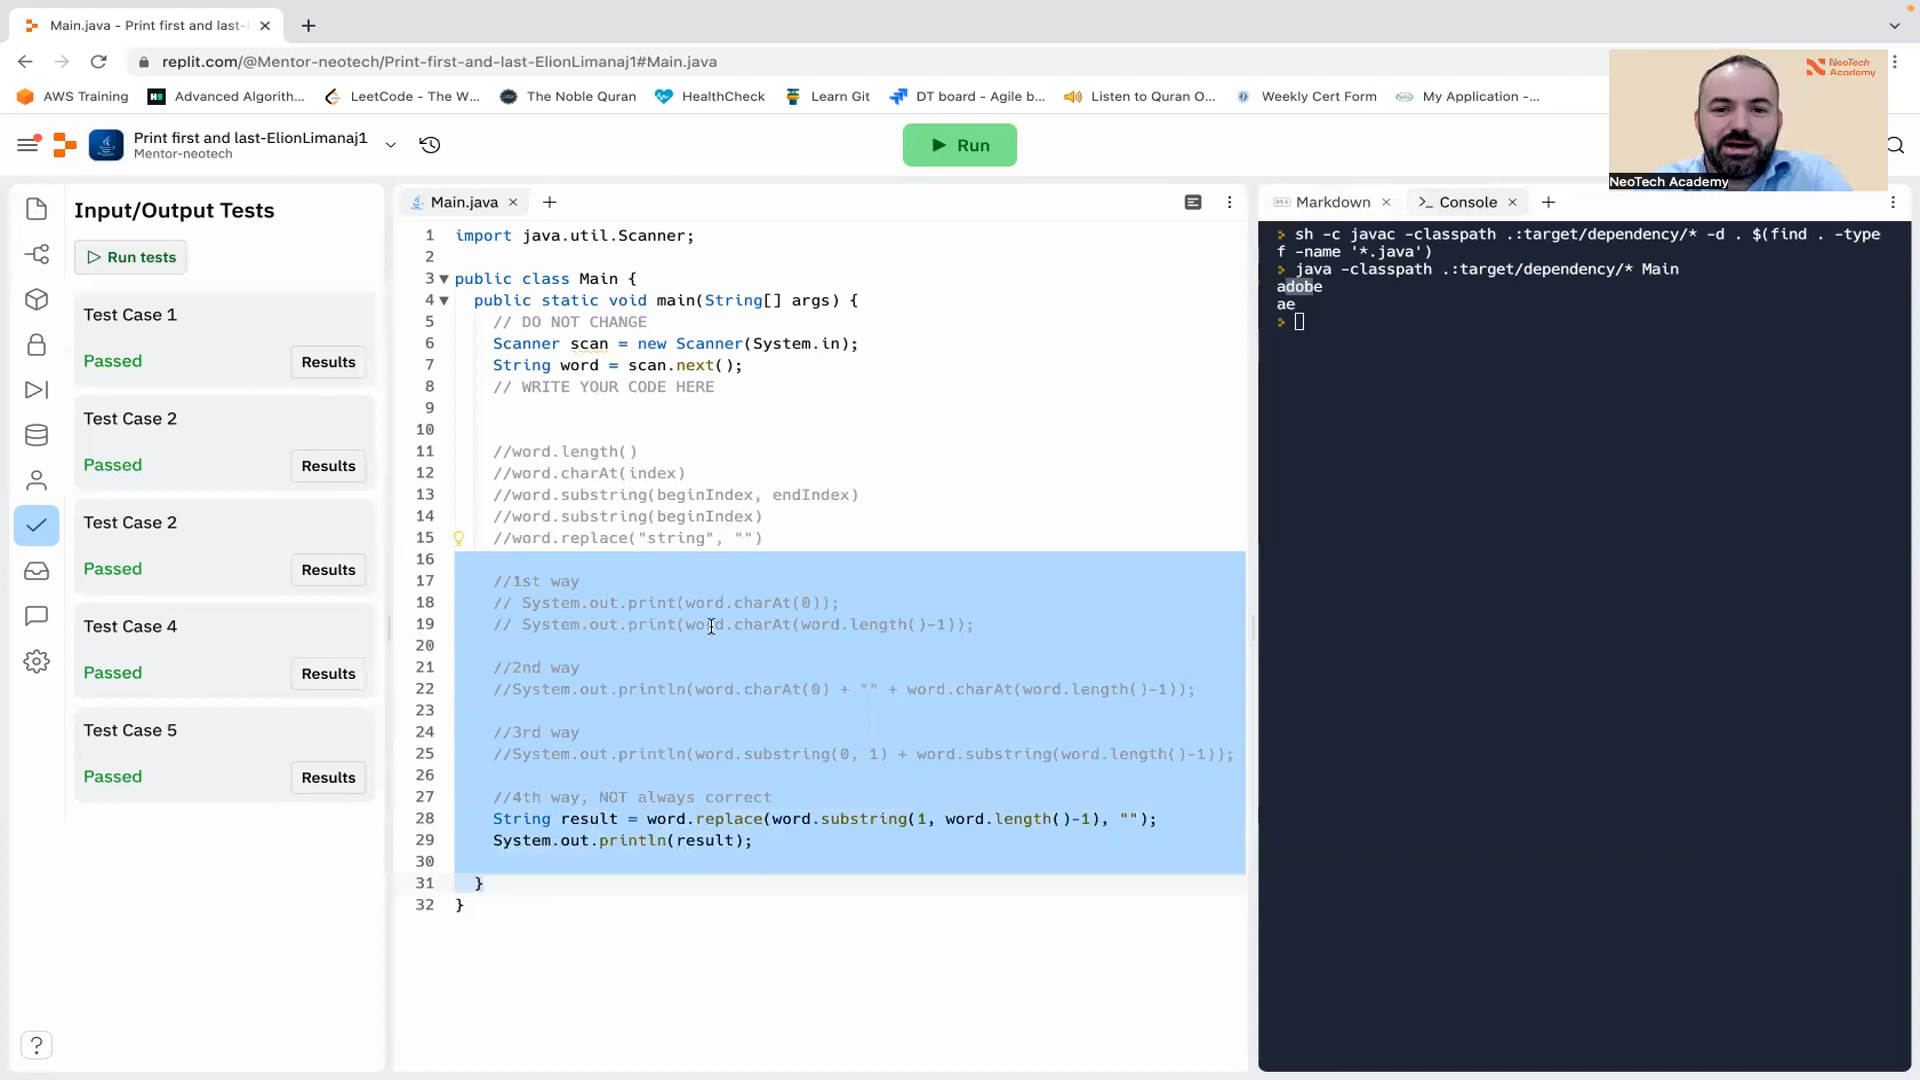 Main.java - Print first and last-
replit.com/@Mentor-neotech/Print-first-and-last-ElionLimanaj1#Main.java
AWS Training
Advanced Algorith...
LeetCode - The W...
The Noble Quran
HealthCheck
Learn Git
DT board - Agile b...
Listen to Quran O...
Weekly Cert Form
My Application -...
NeoTech
Academy
NeoTech Academy
Print first and last-ElionLimanaj1
Mentor-neotech
Run
Input/Output Tests
Run tests
Test Case 1
Passed
Results
Test Case 2
Passed
Results
Test Case 2
Passed
Results
Test Case 4
Passed
Results
Test Case 5
Passed
Results
Main.java
1 import java.util.Scanner;
2
3 public class Main {
4 public static void main(String[] args) {
5 // DO NOT CHANGE
6 Scanner scan = new Scanner(System.in);
7 String word = scan.next();
8 // WRITE YOUR CODE HERE
9
10
11 //word.length()
12 //word.charAt(index)
13 //word.substring(beginIndex, endIndex)
14 //word.substring(beginIndex)
15 //word.replace("string", "")
16
17 //1st way
18 // System.out.print(word.charAt(0));
19 // System.out.print(word.charAt(word.length()-1));
20
21 //2nd way
22 //System.out.println(word.charAt(0) + "" + word.charAt(word.length()-1));
23
24 //3rd way
25 //System.out.println(word.substring(0, 1) + word.substring(word.length()-1));
26
27 //4th way, NOT always correct
28 String result = word.replace(word.substring(1, word.length()-1), "");
29 System.out.println(result);
30
31 }
32 }
Markdown
>_ Console
> sh -c javac -classpath .:target/dependency/* -d . $(find . -type
f -name '*.java')
> java -classpath .:target/dependency/* Main
adobe
ae
>
?